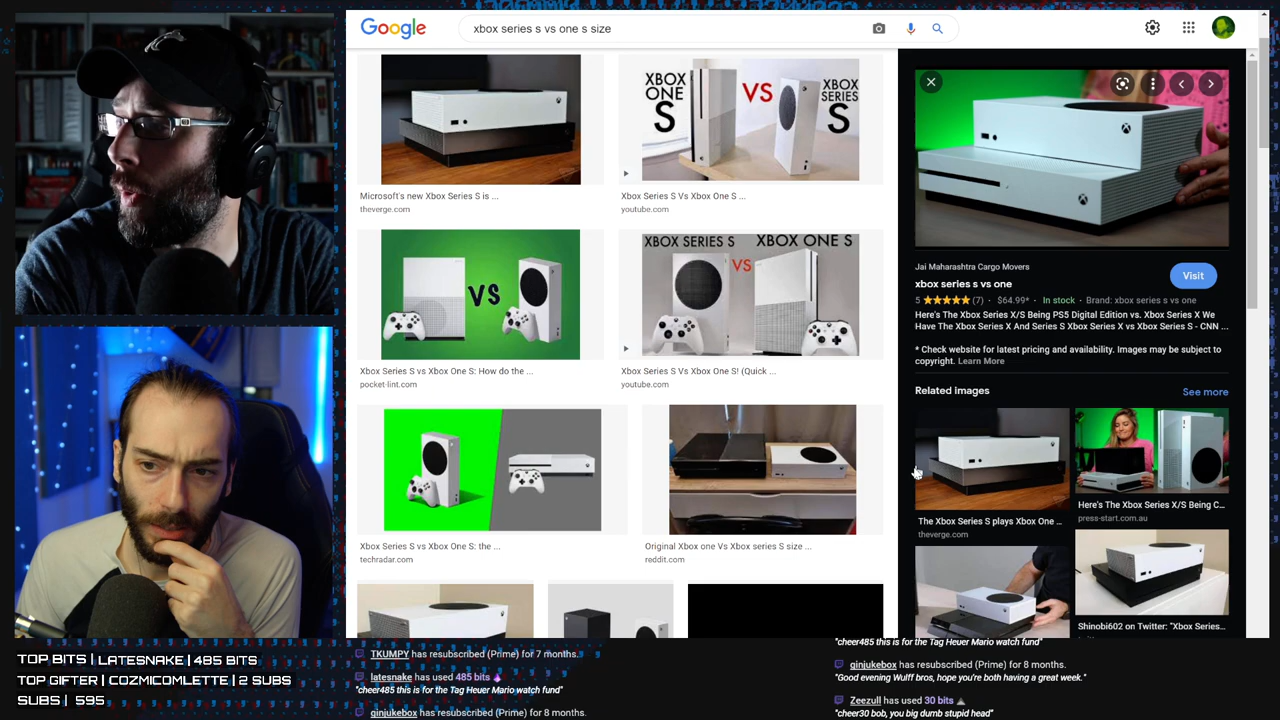 Google
xbox series s vs one s size
Microsoft's new Xbox Series S is ...
theverge.com
XBOX
ONE
S
VS
XBOX
SERIES
S
Xbox Series S Vs Xbox One S ...
youtube.com
VS
Xbox Series S vs Xbox One S: How do the ...
pocket-lint.com
XBOX SERIES S
XBOX ONE S
VS
Xbox Series S Vs Xbox One S! (Quick ...
youtube.com
Xbox Series S vs Xbox One S: the ...
techradar.com
Original Xbox one Vs Xbox series S size ...
reddit.com
Jai Maharashtra Cargo Movers
xbox series s vs one
Visit
5 ★★★★★ (7) · $64.99* · In stock · Brand: xbox series s vs one
Here's The Xbox Series X/S Being PS5 Digital Edition vs. Xbox Series X We
Have The Xbox Series X And Series S Xbox Series X vs Xbox Series S - CNN ...
* Check website for latest pricing and availability. Images may be subject to
copyright. Learn More
Related images
See more
The Xbox Series S plays Xbox One ...
theverge.com
Here's The Xbox Series X/S Being C...
press-start.com.au
Shinobi602 on Twitter: "Xbox Series...
TOP BITS | LATESNAKE | 485 BITS
TOP GIFTER | COZMICOMLETTE | 2 SUBS
SUBS | 595
TKUMPY has resubscribed (Prime) for 7 months.
latesnake has used 485 bits
"cheer485 this is for the Tag Heuer Mario watch fund"
ginjukebox has resubscribed (Prime) for 8 months.
"cheer485 this is for the Tag Heuer Mario watch fund"
ginjukebox has resubscribed (Prime) for 8 months.
"Good evening Wulff bros, hope you're both having a great week."
Zeezull has used 30 bits
"cheer30 bob, you big dumb stupid head"